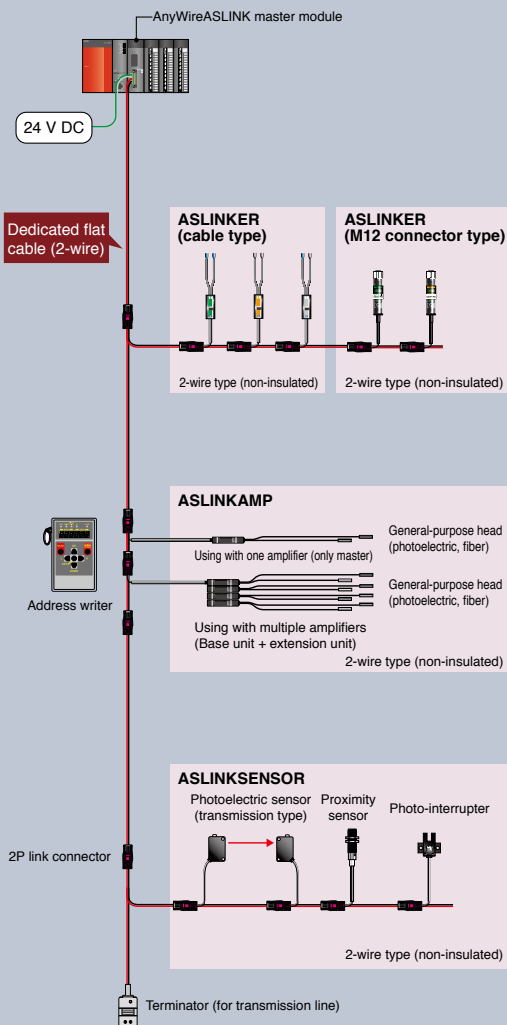 AnyWireASLINK master module
24 V DC
Dedicated flat
cable (2-wire)
ASLINKER
(cable type)
2-wire type (non-insulated)
ASLINKER
(M12 connector type)
2-wire type (non-insulated)
ASLINKAMP
Address writer
Using with one amplifier (only master)
General-purpose head
(photoelectric, fiber)
General-purpose head
(photoelectric, fiber)
Using with multiple amplifiers
(Base unit + extension unit)
2-wire type (non-insulated)
ASLINKSENSOR
Photoelectric sensor
(transmission type)
Proximity
sensor
Photo-interrupter
2P link connector
2-wire type (non-insulated)
Terminator (for transmission line)